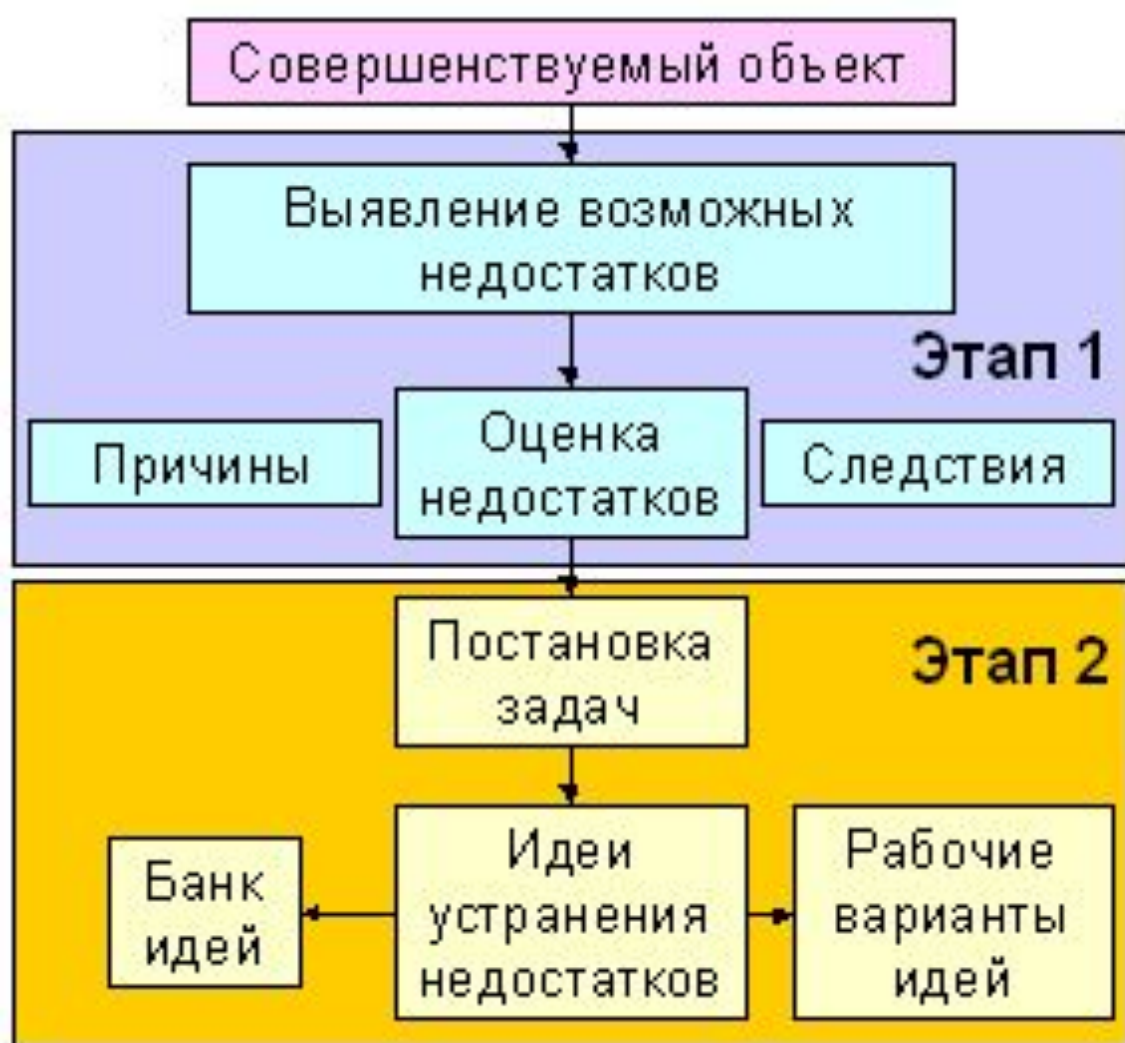 Совершенствуемый объект
Выявление возможных
недостатков
Этап 1
Причины
Оценка
недостатков
Следствия
Постановка
задач
Этап 2
Банк
идей
Идеи
устранения
недостатков
Рабочие
варианты
идей